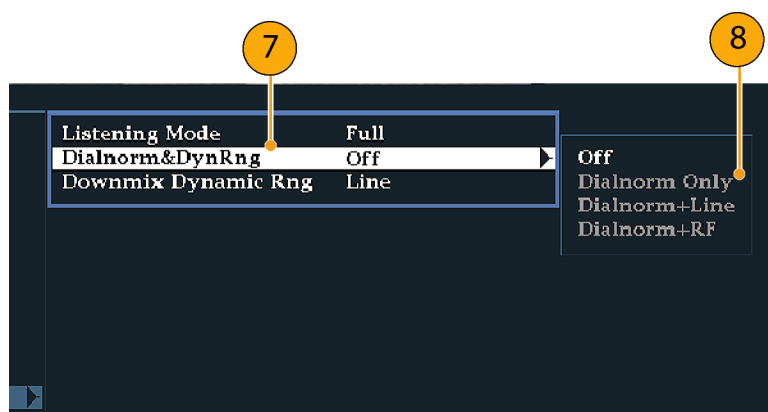 7
8
Listening Mode Full
Dialnorm&DynRng Off
Downmix Dynamic Rng Line
Off
Dialnorm Only
Dialnorm+Line
Dialnorm+RF